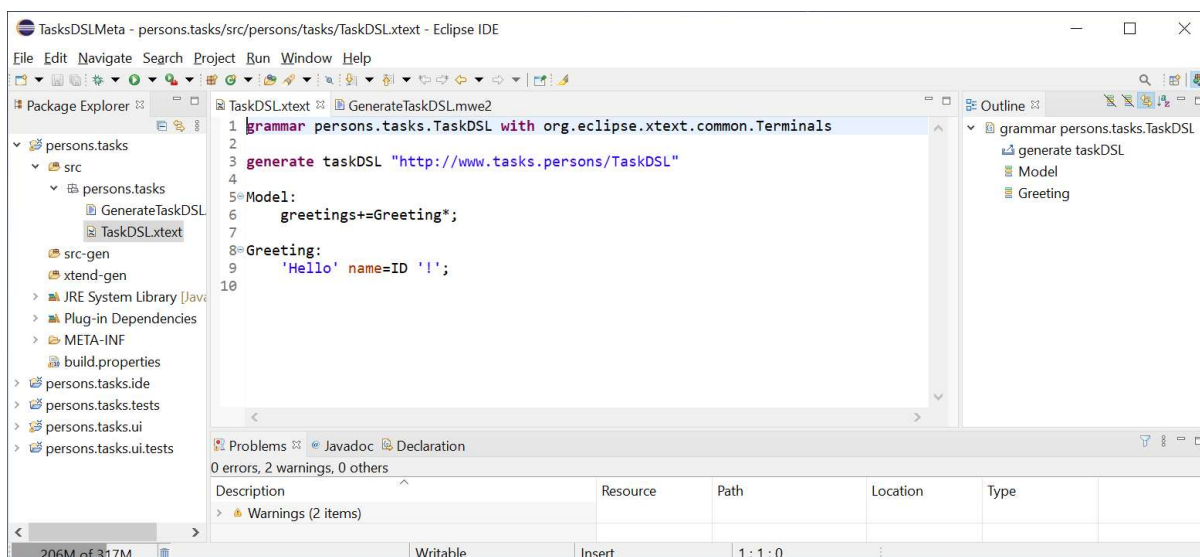 TasksDSLMeta - persons.tasks/src/persons/tasks/TaskDSL.xtext - Eclipse IDE
File Edit Navigate Search Project Run Window Help
Package Explorer
persons.tasks
src
persons.tasks
GenerateTaskDSL.
TaskDSL.xtext
src-gen
xtend-gen
JRE System Library [Java
Plug-in Dependencies
META-INF
build.properties
persons.tasks.ide
persons.tasks.tests
persons.tasks.ui
persons.tasks.ui.tests
TaskDSL.xtext GenerateTaskDSL.mwe2
1 grammar persons.tasks.TaskDSL with org.eclipse.xtext.common.Terminals
2
3 generate taskDSL "http://www.tasks.persons/TaskDSL"
4
5 Model:
6 greetings+=Greeting*;
7
8 Greeting:
9 'Hello' name=ID '!';
10
Outline
grammar persons.tasks.TaskDSL
generate taskDSL
Model
Greeting
Problems Javadoc Declaration
0 errors, 2 warnings, 0 others
Description Resource Path Location Type
Warnings (2 items)
206M of 317M Writable Insert 1 : 1 : 0